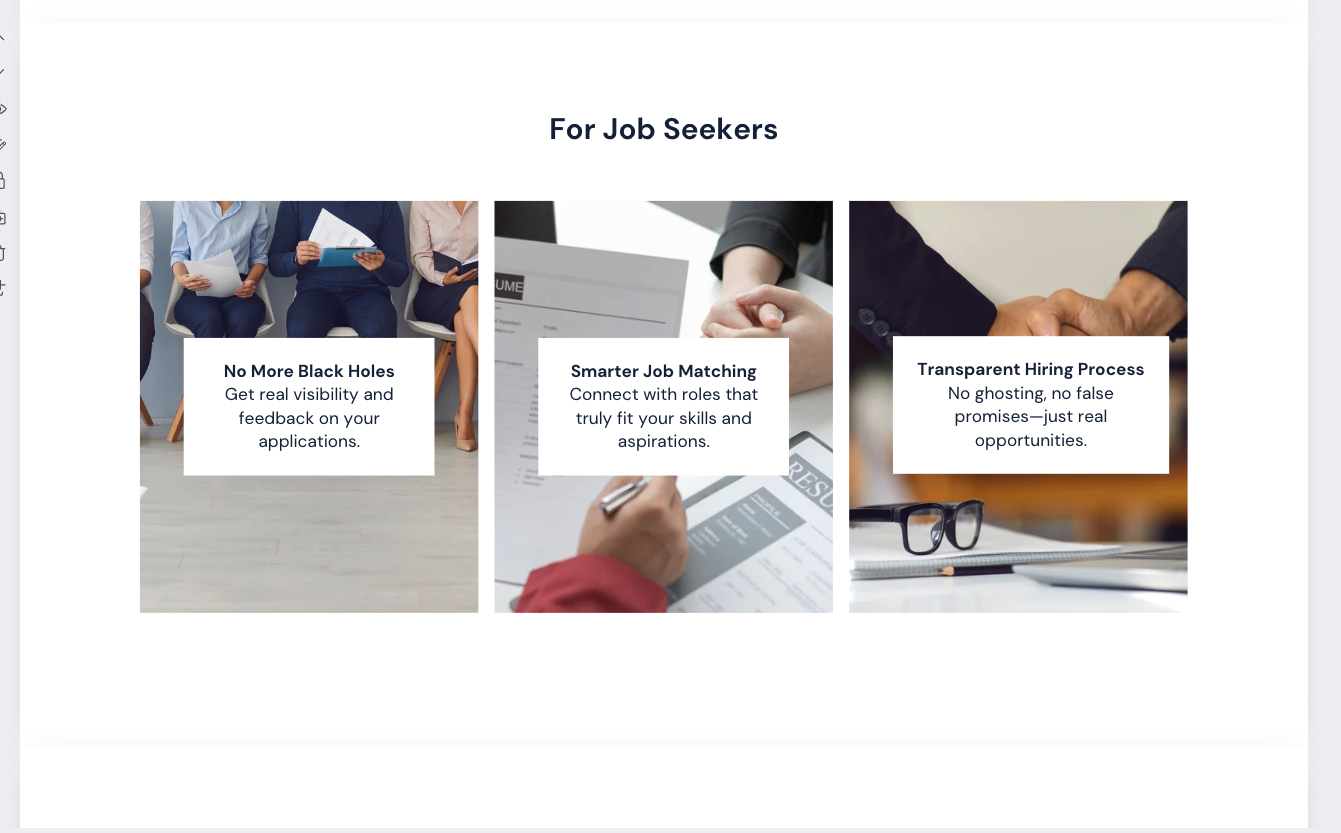 For Job Seekers
No More Black Holes
Get real visibility and
feedback on your
applications.
Smarter Job Matching
Connect with roles that
truly fit your skills and
aspirations.
Transparent Hiring Process
No ghosting, no false
promises—just real
opportunities.
UME
RESU
PROFILE